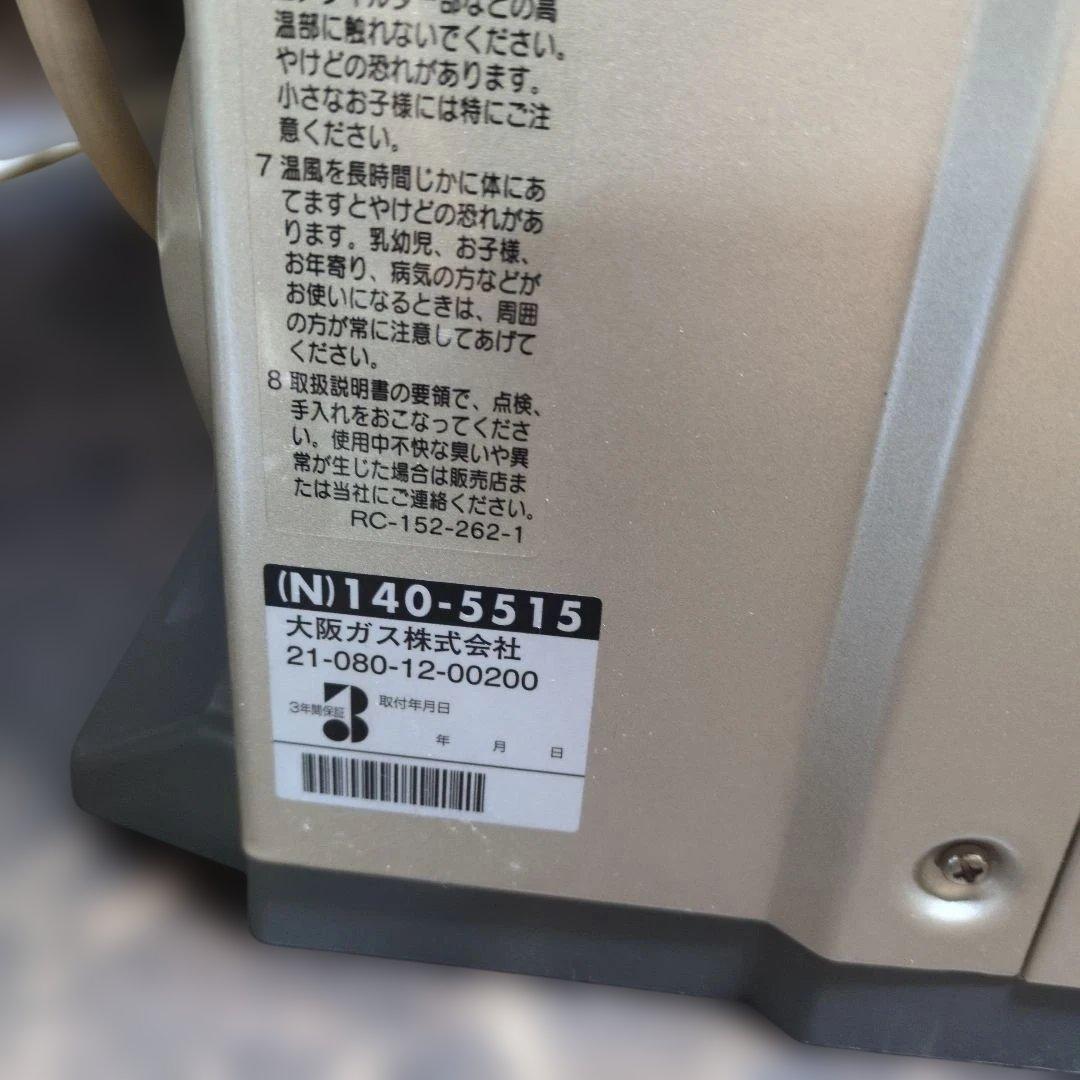 部などの高
温部に触れないでください。
やけどの恐れがあります。
小さなお子様には特にご注
意ください。
7 温風を長時間じかに体にあ
てますとやけどの恐れがあ
ります。乳幼児、お子様、
お年寄り、病気の方などが
お使いになるときは、周囲
の方が常に注意してあげて
ください。
8 取扱説明書の要領で、点検、
手入れをおこなってくださ
い。使用中不快な臭いや異
常が生じた場合は販売店ま
たは当社にご連絡ください。
RC-152-262-1
(N)140-5515
大阪ガス株式会社
21-080-12-00200
3年間保証 3 取付年月日
年 月 日